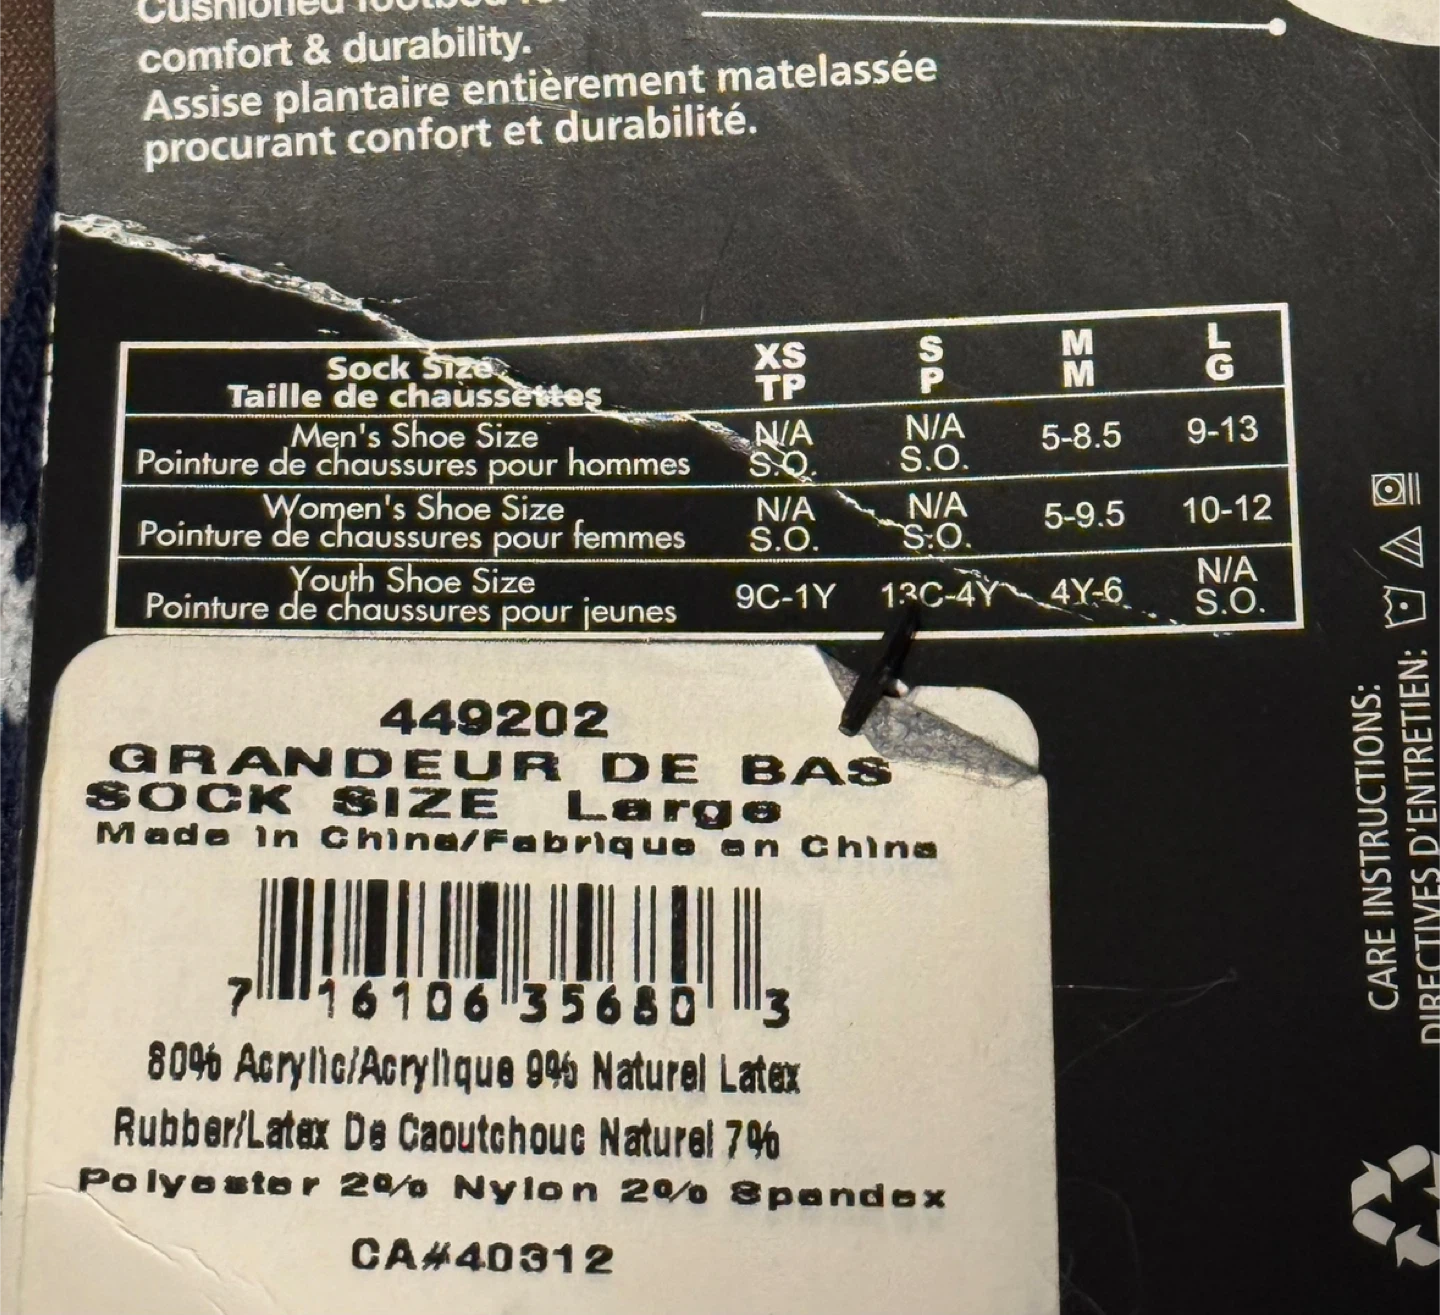 Cushioned footbed for
comfort & durability.
Assise plantaire entièrement matelassée
procurant confort et durabilité.
Sock Size XS S M L
Taille de chaussettes TP P M G
Men's Shoe Size N/A N/A 5-8.5 9-13
Pointure de chaussures pour hommes S.O. S.O.
Women's Shoe Size N/A N/A 5-9.5 10-12
Pointure de chaussures pour femmes S.O. S.O.
Youth Shoe Size 9C-1Y 13C-4Y 4Y-6 N/A
Pointure de chaussures pour jeunes S.O.
449202
GRANDEUR DE BAS
SOCK SIZE Large
Made in China/Fabrique en China
7 16106 35680 3
80% Acrylic/Acrylique 9% Naturel Latex
Rubber/Latex De Caoutchouc Naturel 7%
Polyester 2% Nylon 2% Spandex
CA#40312
CARE INSTRUCTIONS:
DIRECTIVES D'ENTRETIEN: